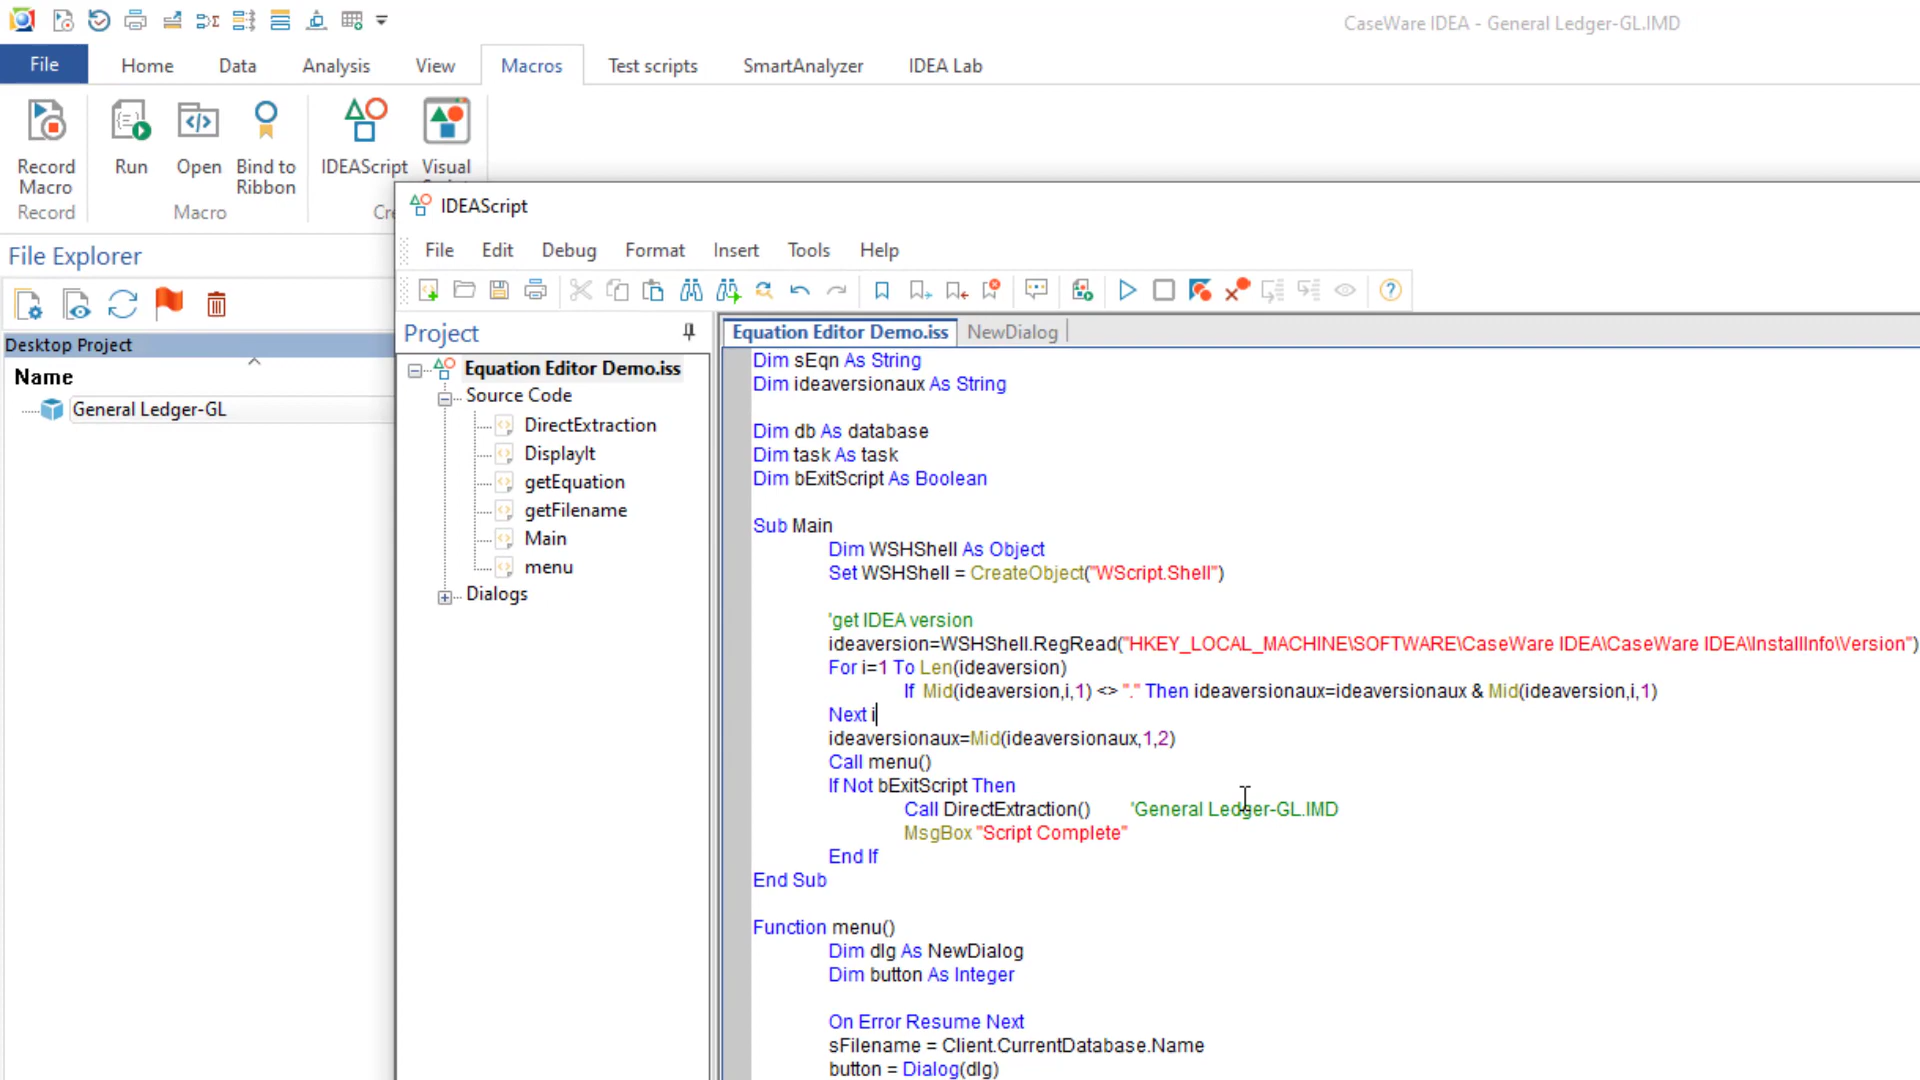 CaseWare IDEA - General Ledger-GL.IMD
File Home Data Analysis View Macros Test scripts SmartAnalyzer IDEA Lab
Record Macro
Run
Open
Bind to Ribbon
IDEAScript
Visual
Record
Macro
File Explorer
Desktop Project
Name
General Ledger-GL
IDEAScript
File Edit Debug Format Insert Tools Help
Project
Equation Editor Demo.iss
Source Code
DirectExtraction
DisplayIt
getEquation
getFilename
Main
menu
Dialogs
Equation Editor Demo.iss NewDialog
Dim sEqn As String
Dim ideaversionaux As String
Dim db As database
Dim task As task
Dim bExitScript As Boolean
Sub Main
Dim WSHShell As Object
Set WSHShell = CreateObject("WScript.Shell")
'get IDEA version
ideaversion=WSHShell.RegRead("HKEY_LOCAL_MACHINE\SOFTWARE\CaseWare IDEA\CaseWare IDEA\InstallInfo\Version")
For i=1 To Len(ideaversion)
If Mid(ideaversion,i,1) <> "." Then ideaversionaux=ideaversionaux & Mid(ideaversion,i,1)
Next i
ideaversionaux=Mid(ideaversionaux,1,2)
Call menu()
If Not bExitScript Then
Call DirectExtraction() 'General Ledger-GL.IMD
MsgBox "Script Complete"
End If
End Sub
Function menu()
Dim dlg As NewDialog
Dim button As Integer
On Error Resume Next
sFilename = Client.CurrentDatabase.Name
button = Dialog(dlg)